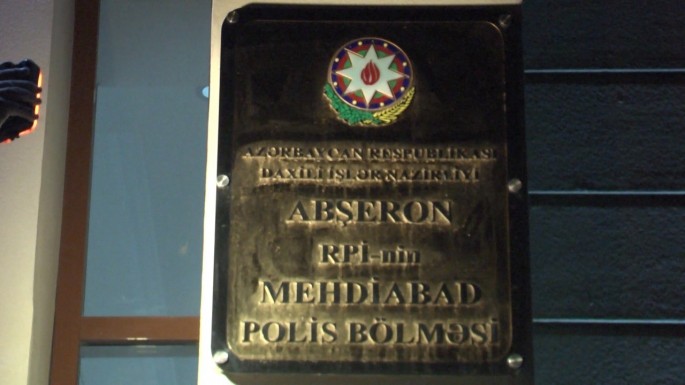 AZƏRBAYCAN RESPUBLİKASI
DAXİLİ İŞLƏR NAZİRLİYİ
ABŞERON
RPİ-nin
MEHDİABAD
POLİS BÖLMƏSİ